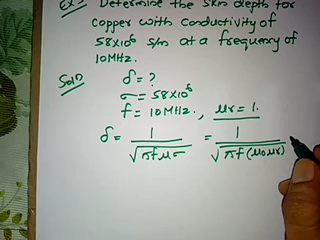 Ex:) Determine the skm depth for
copper with conductivity of
58×10⁶ s/m at a frequency of
10MHz.
Solⁿ) δ = ?
σ = 58×10⁶
f = 10MHz., μr = 1.
δ = 1/√(πfμσ) = 1/√(πf(μ0μr)